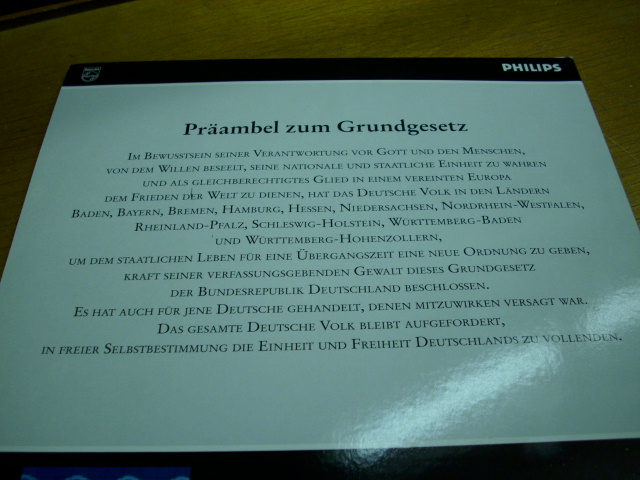 PHILIPS
PHILIPS
Präambel zum Grundgesetz
Im Bewusstsein seiner Verantwortung vor Gott und den Menschen,
von dem Willen beseelt, seine nationale und staatliche Einheit zu wahren
und als gleichberechtigtes Glied in einem vereinten Europa
dem Frieden der Welt zu dienen, hat das Deutsche Volk in den Ländern
Baden, Bayern, Bremen, Hamburg, Hessen, Niedersachsen, Nordrhein-Westfalen,
Rheinland-Pfalz, Schleswig-Holstein, Württemberg-Baden
und Württemberg-Hohenzollern,
um dem staatlichen Leben für eine Übergangszeit eine neue Ordnung zu geben,
kraft seiner verfassungsgebenden Gewalt dieses Grundgesetz
der Bundesrepublik Deutschland beschlossen.
Es hat auch für jene Deutsche gehandelt, denen mitzuwirken versagt war.
Das gesamte Deutsche Volk bleibt aufgefordert,
in freier Selbstbestimmung die Einheit und Freiheit Deutschlands zu vollenden.